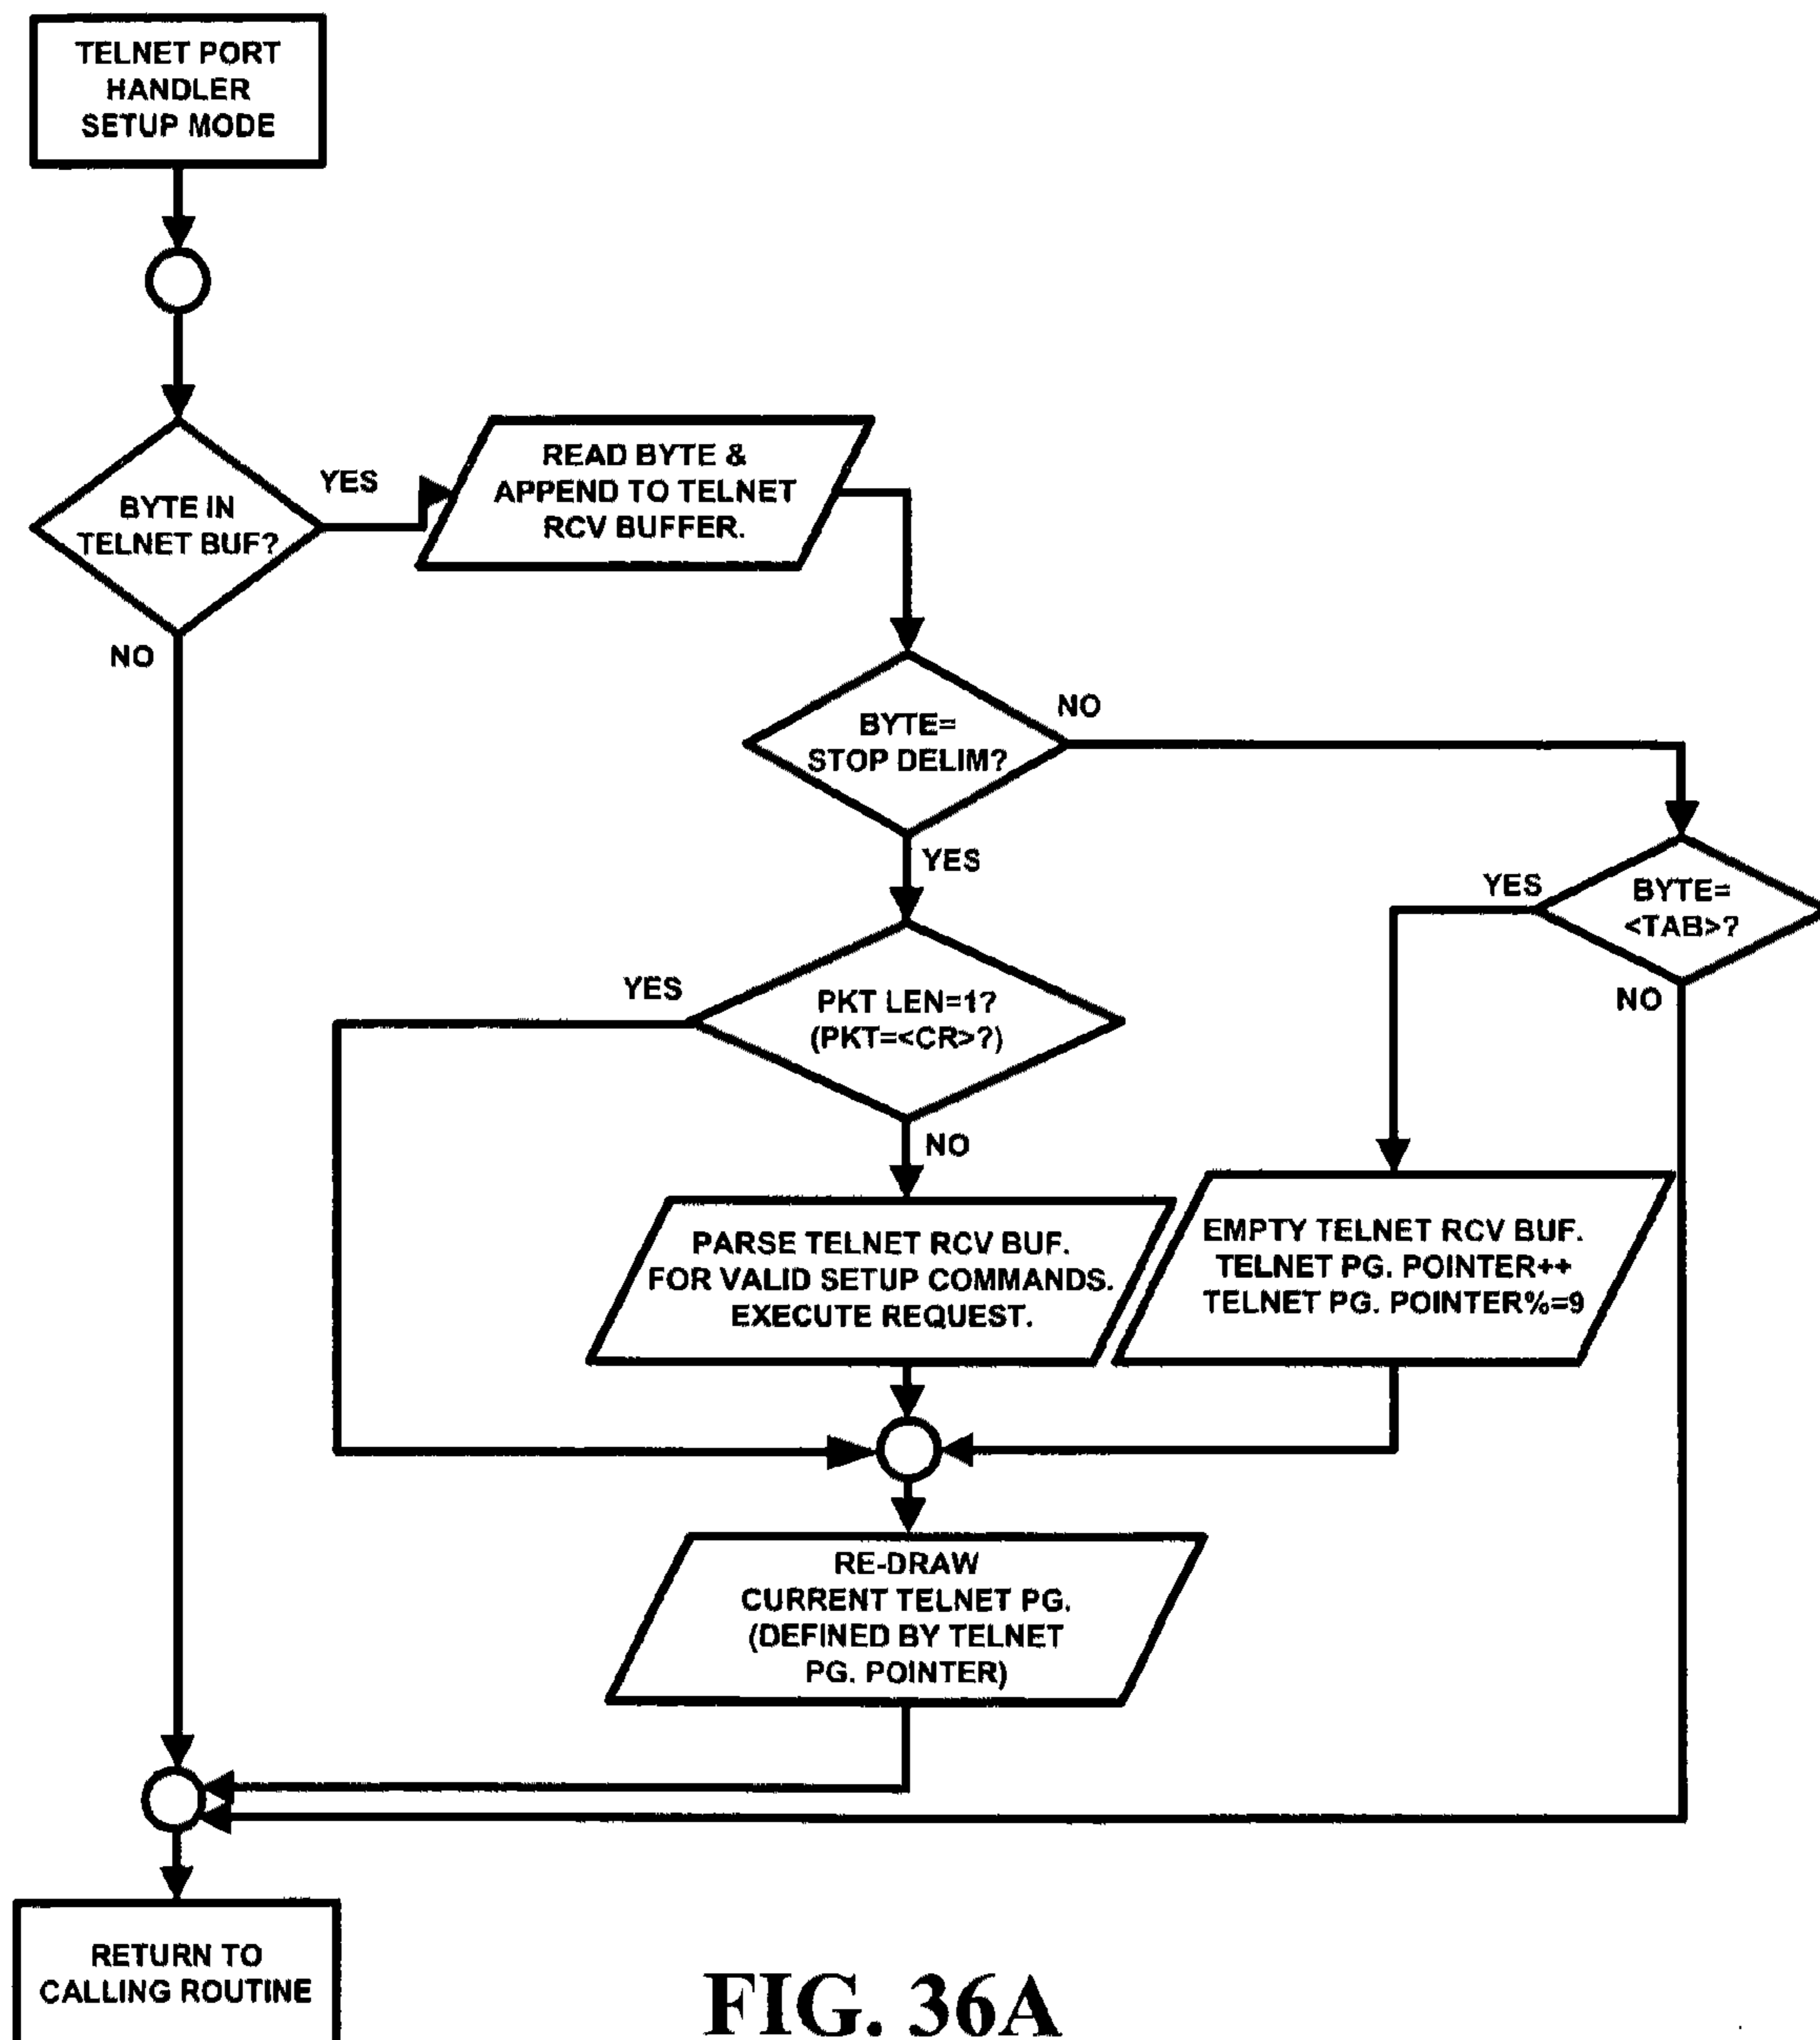 TELNET PORT
HANDLER
SETUP MODE
BYTE IN
TELNET BUF?
YES
NO
READ BYTE &
APPEND TO TELNET
RCV BUFFER.
BYTE=
STOP DELIM?
NO
YES
BYTE=
<TAB>?
YES
NO
PKT LEN=1?
(PKT=<CR>?)
YES
NO
PARSE TELNET RCV BUF.
FOR VALID SETUP COMMANDS.
EXECUTE REQUEST.
EMPTY TELNET RCV BUF.
TELNET PG. POINTER++
TELNET PG. POINTER%=9
RE-DRAW
CURRENT TELNET PG.
(DEFINED BY TELNET
PG. POINTER)
RETURN TO
CALLING ROUTINE
FIG. 36A